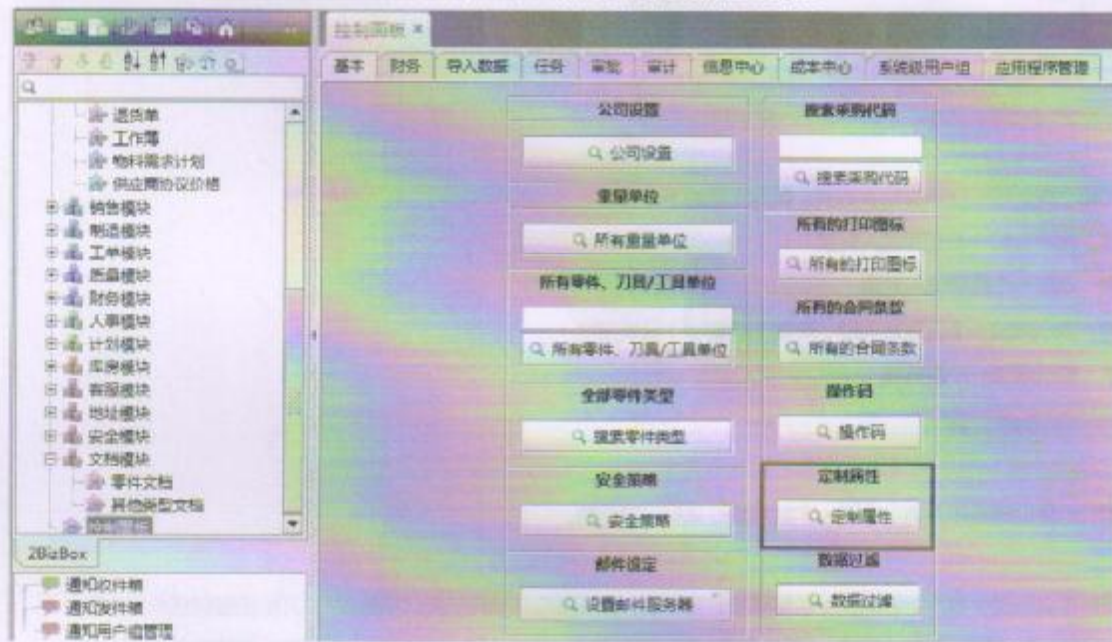 控制面板 ×
基本 财务 导入数据 任务 审批 审计 信息中心 成本中心 系统级用户组 应用程序管理
退货单
工作簿
物料需求计划
供应商协议价格
销售模块
制造模块
工单模块
质量模块
财务模块
人事模块
计划模块
库房模块
客服模块
地址模块
安全模块
文档模块
零件文档
其他类型文档
控制面板
2BizBox
通知收件箱
通知发件箱
通知用户组管理
公司设置
公司设置
重量单位
所有重量单位
所有零件、刀具/工具单位
所有零件、刀具/工具单位
全部零件类型
搜索零件类型
安全策略
安全策略
邮件设定
设置邮件服务器
搜索采购代码
搜索采购代码
所有的打印图标
所有的打印图标
所有的合同条款
所有的合同条款
操作码
操作码
定制属性
定制属性
数据过滤
数据过滤